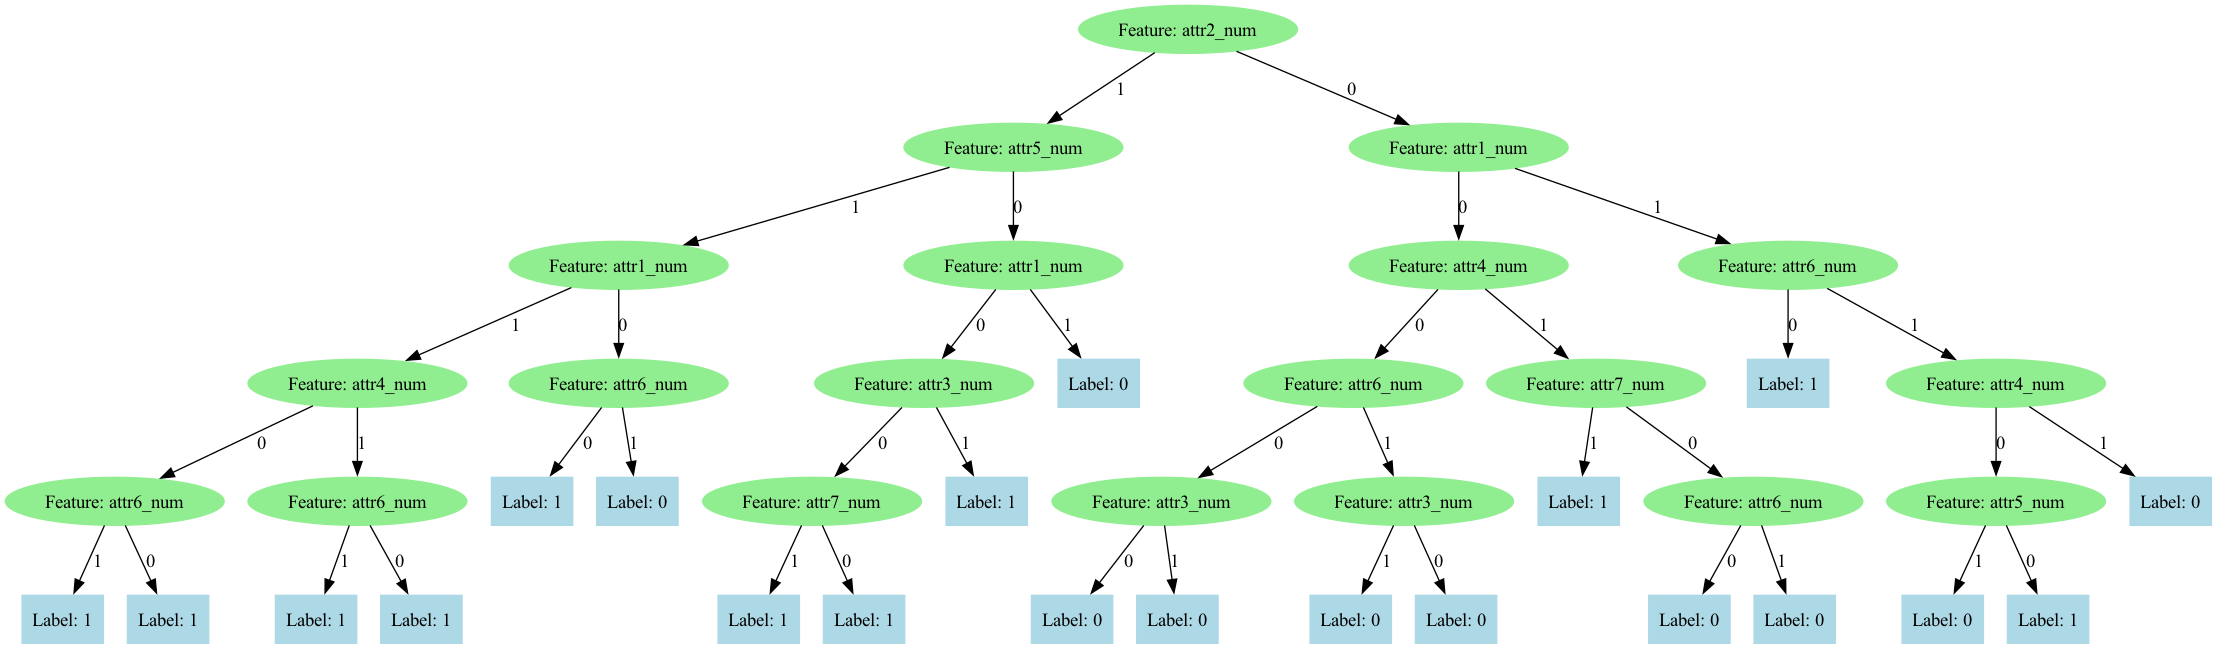 Feature: attr2_num
1
0
Feature: attr5_num
Feature: attr1_num
1
0
0
1
Feature: attr1_num
Feature: attr1_num
Feature: attr4_num
Feature: attr6_num
1
0
0
1
0
1
0
1
Feature: attr4_num
Feature: attr6_num
Feature: attr3_num
Label: 0
Feature: attr6_num
Feature: attr7_num
Label: 1
Feature: attr4_num
0
1
0
1
0
1
0
1
1
0
0
1
Feature: attr6_num
Feature: attr6_num
Label: 1
Label: 0
Feature: attr7_num
Label: 1
Feature: attr3_num
Feature: attr3_num
Label: 1
Feature: attr6_num
Feature: attr5_num
Label: 0
1
0
1
0
1
0
0
1
1
0
0
1
1
0
Label: 1
Label: 1
Label: 1
Label: 1
Label: 1
Label: 1
Label: 0
Label: 0
Label: 0
Label: 0
Label: 0
Label: 0
Label: 0
Label: 1